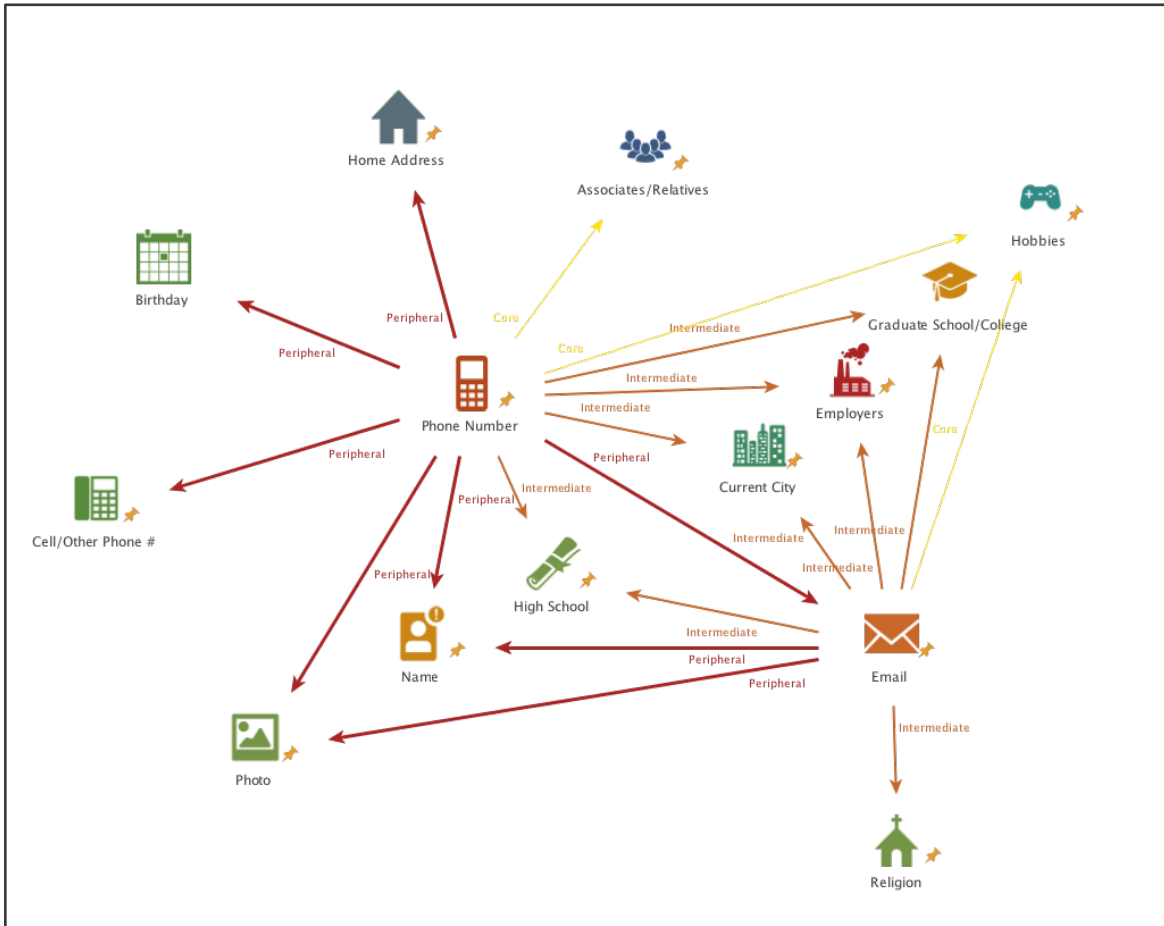 Home Address
Associates/Relatives
Hobbies
Birthday
Graduate School/College
Peripheral
Core
Intermediate
Peripheral
Core
Intermediate
Intermediate
Employers
Phone Number
Core
Peripheral
Peripheral
Current City
Intermediate
Peripheral
Cell/Other Phone #
Intermediate
Intermediate
Peripheral
Intermediate
High School
Intermediate
Peripheral
Name
Email
Peripheral
Intermediate
Photo
Religion